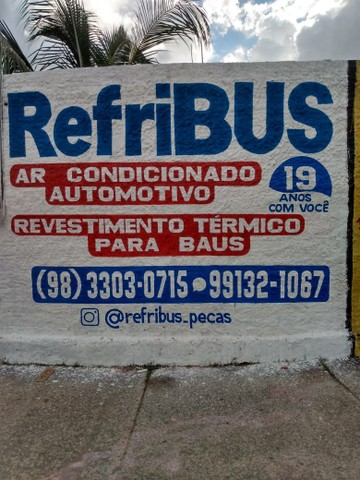 RefriBUS
AR CONDICIONADO
AUTOMOTIVO
19
ANOS
COM VOCÊ
REVESTIMENTO TÉRMICO
PARA BAUS
(98) 3303-0715 99132-1067
@refribus_pecas